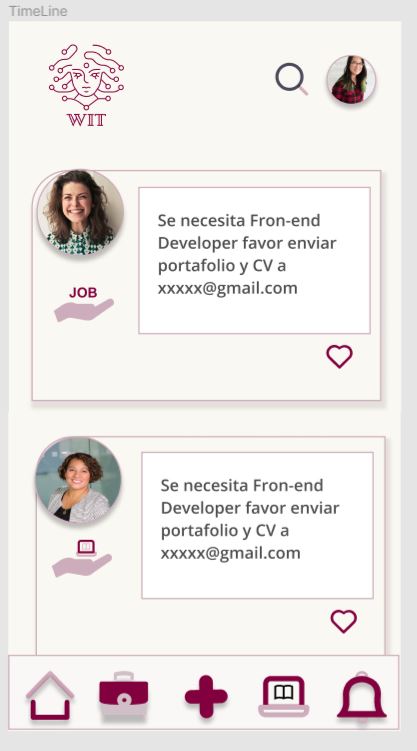 TimeLine
WIT
Se necesita Fron-end
Developer favor enviar
portafolio y CV a
xxxxx@gmail.com
JOB
Se necesita Fron-end
Developer favor enviar
portafolio y CV a
xxxxx@gmail.com